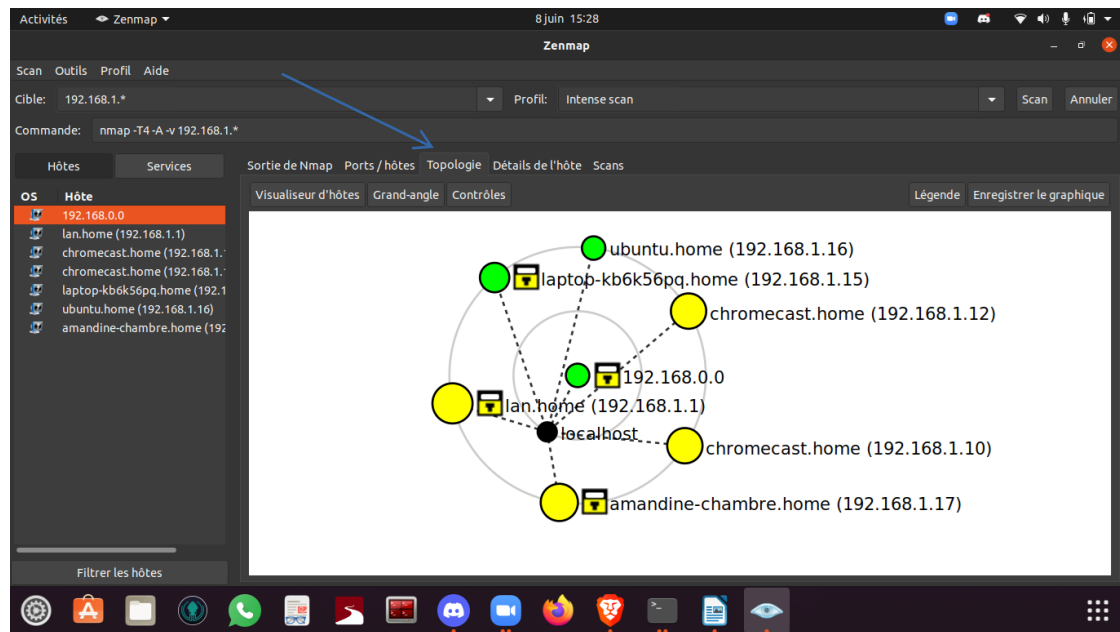 Activités Zenmap 8 juin 15:28
Zenmap
Scan Outils Profil Aide
Cible: 192.168.1.* Profil: Intense scan Scan Annuler
Commande: nmap -T4 -A -v 192.168.1.*
Hôtes Services Sortie de Nmap Ports / hôtes Topologie Détails de l'hôte Scans
Visualiseur d'hôtes Grand-angle Contrôles Légende Enregistrer le graphique
OS Hôte
192.168.0.0
lan.home (192.168.1.1)
chromecast.home (192.168.1.
chromecast.home (192.168.1.
laptop-kb6k56pq.home (192.1
ubuntu.home (192.168.1.16)
amandine-chambre.home (192
ubuntu.home (192.168.1.16)
laptop-kb6k56pq.home (192.168.1.15)
chromecast.home (192.168.1.12)
192.168.0.0
lan.home (192.168.1.1)
localhost
chromecast.home (192.168.1.10)
amandine-chambre.home (192.168.1.17)
Filtrer les hôtes